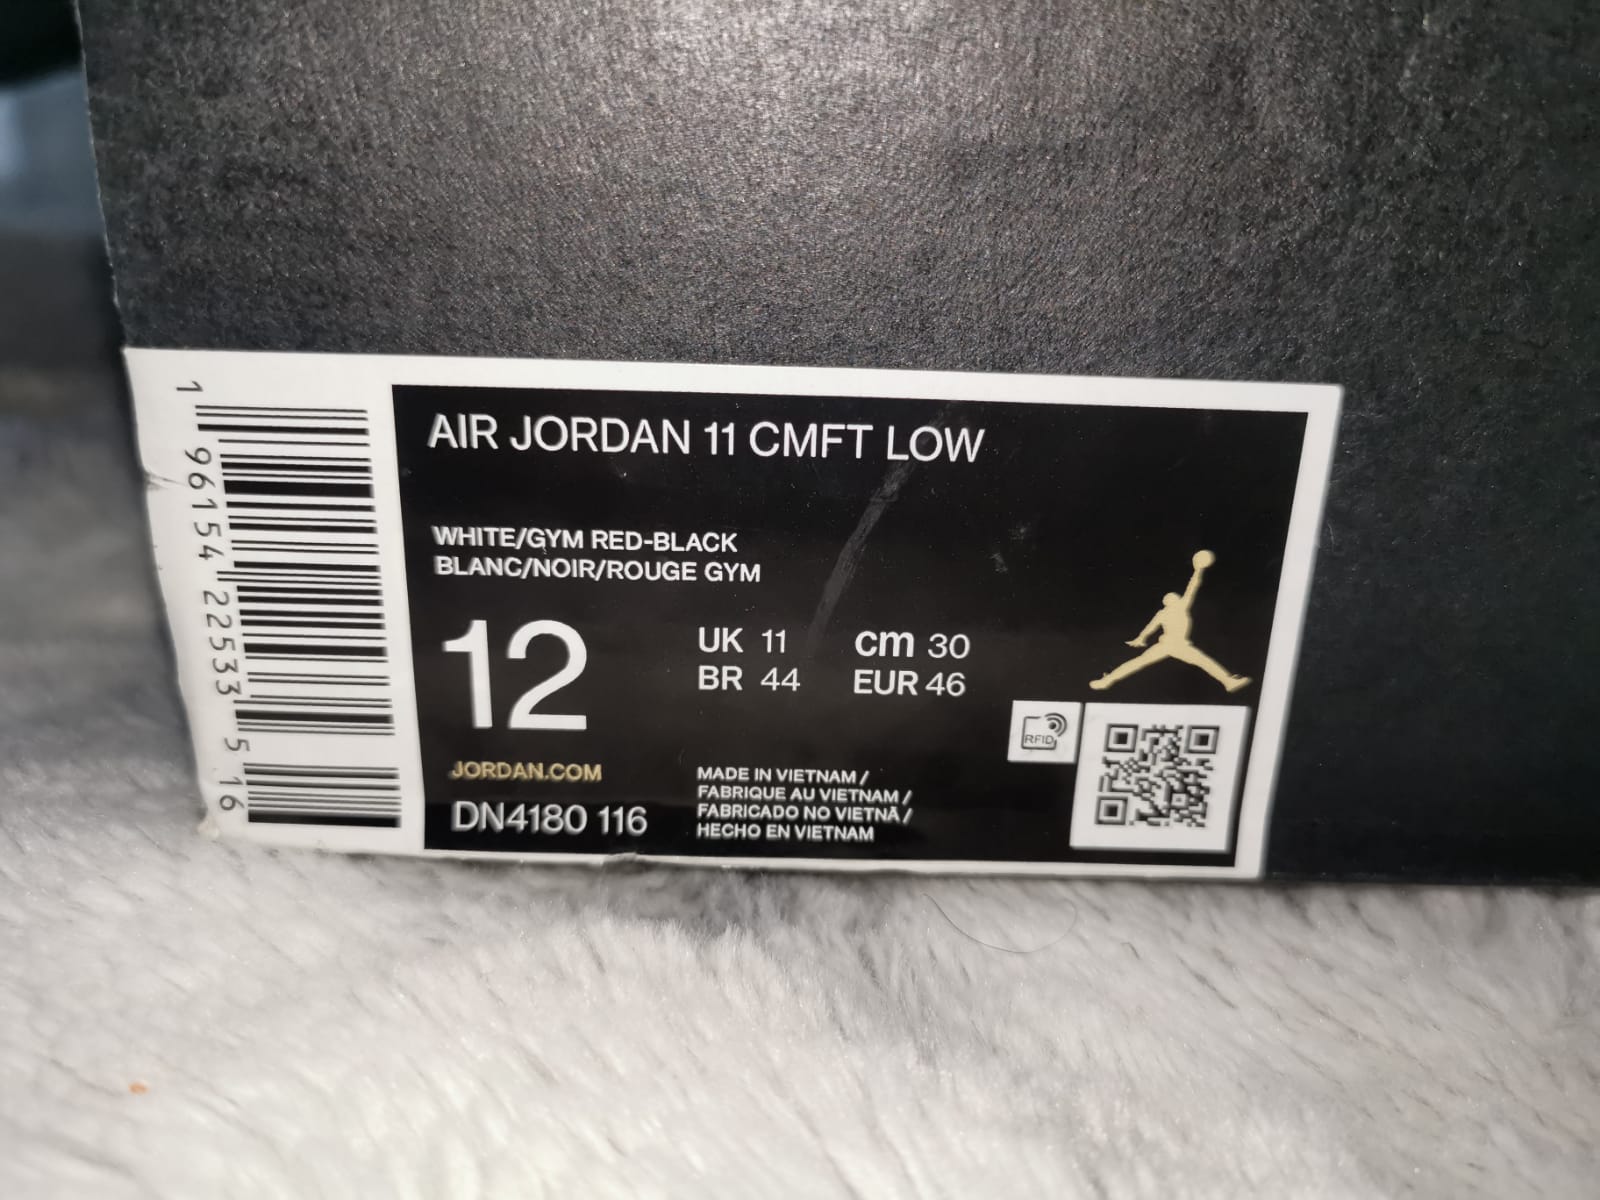 AIR JORDAN 11 CMFT LOW
WHITE/GYM RED-BLACK
BLANC/NOIR/ROUGE GYM
12
UK 11
cm 30
BR 44
EUR 46
RFID
JORDAN.COM
DN4180 116
MADE IN VIETNAM /
FABRIQUE AU VIETNAM /
FABRICADO NO VIETNÃ /
HECHO EN VIETNAM
1 96154 22533 5 16